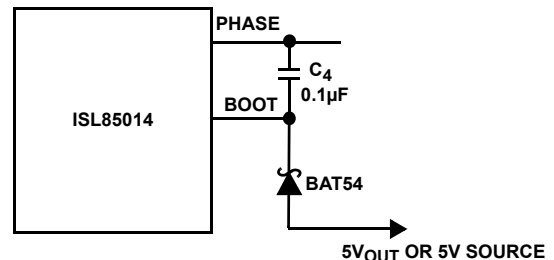 PHASE
C4
0.1µF
BOOT
ISL85014
BAT54
5VOUT OR 5V SOURCE